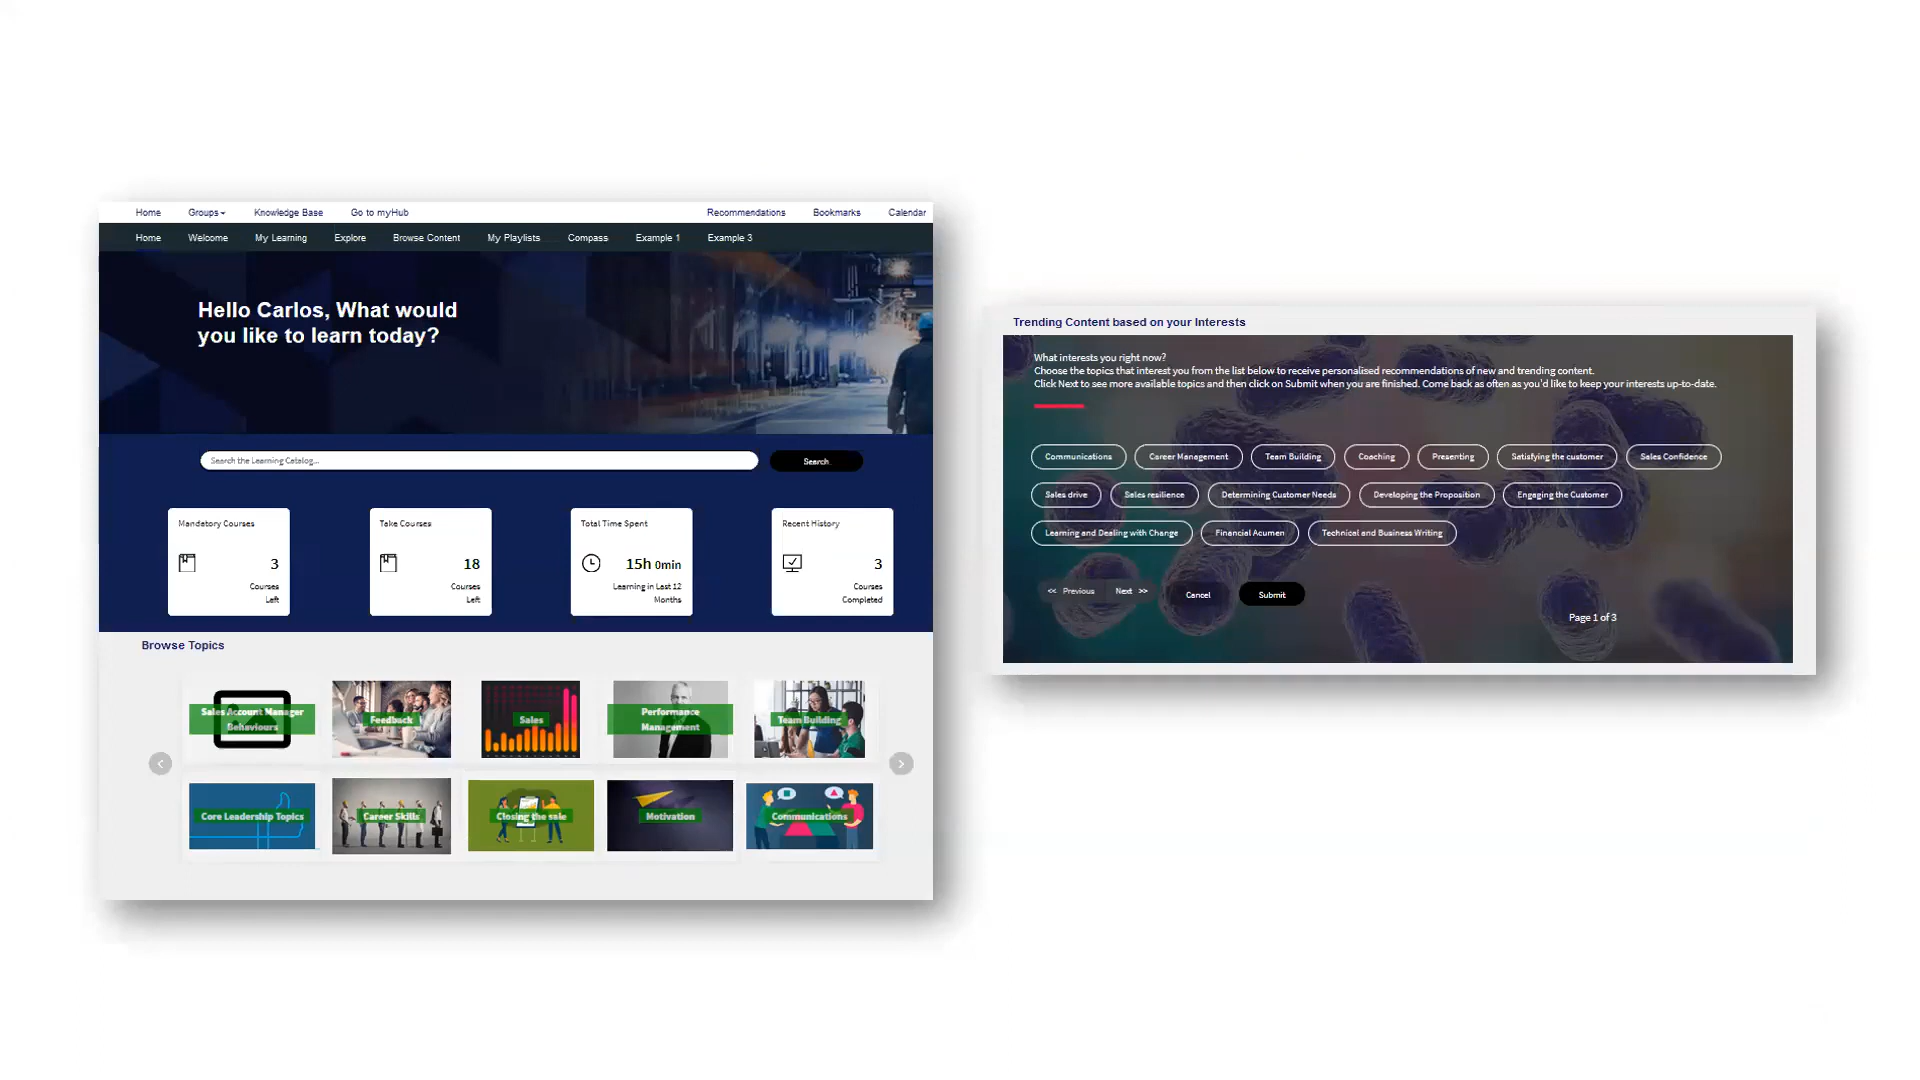 Home Groups Knowledge Base Go to myHub Recommendations Bookmarks Calendar
Home Welcome My Learning Explore Browse Content My Playlists Compass Example 1 Example 3
Hello Carlos, What would
you like to learn today?
Search the Learning Catalog...
Search
Mandatory Courses
3
Courses
Left
Take Courses
18
Courses
Left
Total Time Spent
15h 0min
Learning in Last 12
Months
Recent History
3
Courses
Completed
Browse Topics
Sales Account Manager
Behaviours
Feedback
Sales
Performance
Management
Team Building
Core Leadership Topics
Career Skills
Closing the sale
Motivation
Communications
Trending Content based on your Interests
What interests you right now?
Choose the topics that interest you from the list below to receive personalised recommendations of new and trending content.
Click Next to see more available topics and then click on Submit when you are finished. Come back as often as you'd like to keep your interests up-to-date.
Communications Career Management Team Building Coaching Presenting Satisfying the customer Sales Confidence
Sales drive Sales resilience Determining Customer Needs Developing the Proposition Engaging the Customer
Learning and Dealing with Change Financial Acumen Technical and Business Writing
<< Previous Next >> Cancel Submit
Page 1 of 3